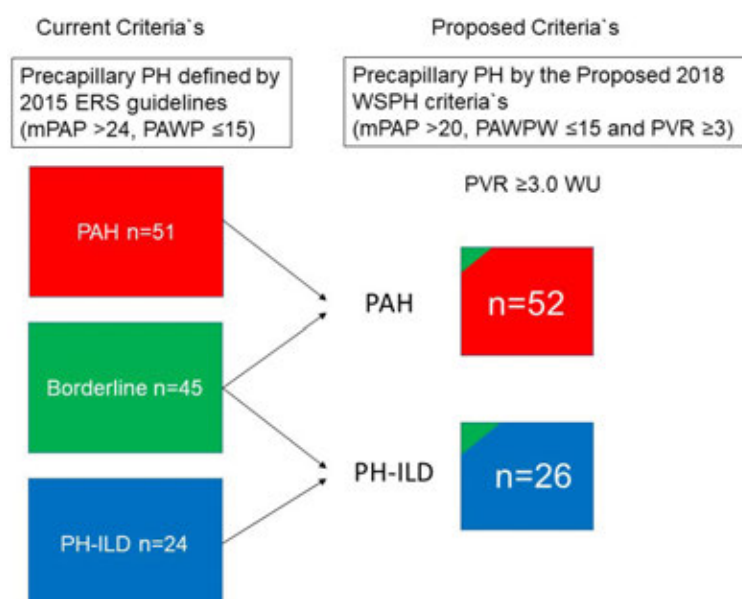 Current Criteria`s
Proposed Criteria`s
Precapillary PH defined by
2015 ERS guidelines
(mPAP >24, PAWP ≤15)
Precapillary PH by the Proposed 2018
WSPH criteria`s
(mPAP >20, PAWPW ≤15 and PVR ≥3)
PVR ≥3.0 WU
PAH n=51
PAH
n=52
Borderline n=45
PH-ILD
n=26
PH-ILD n=24